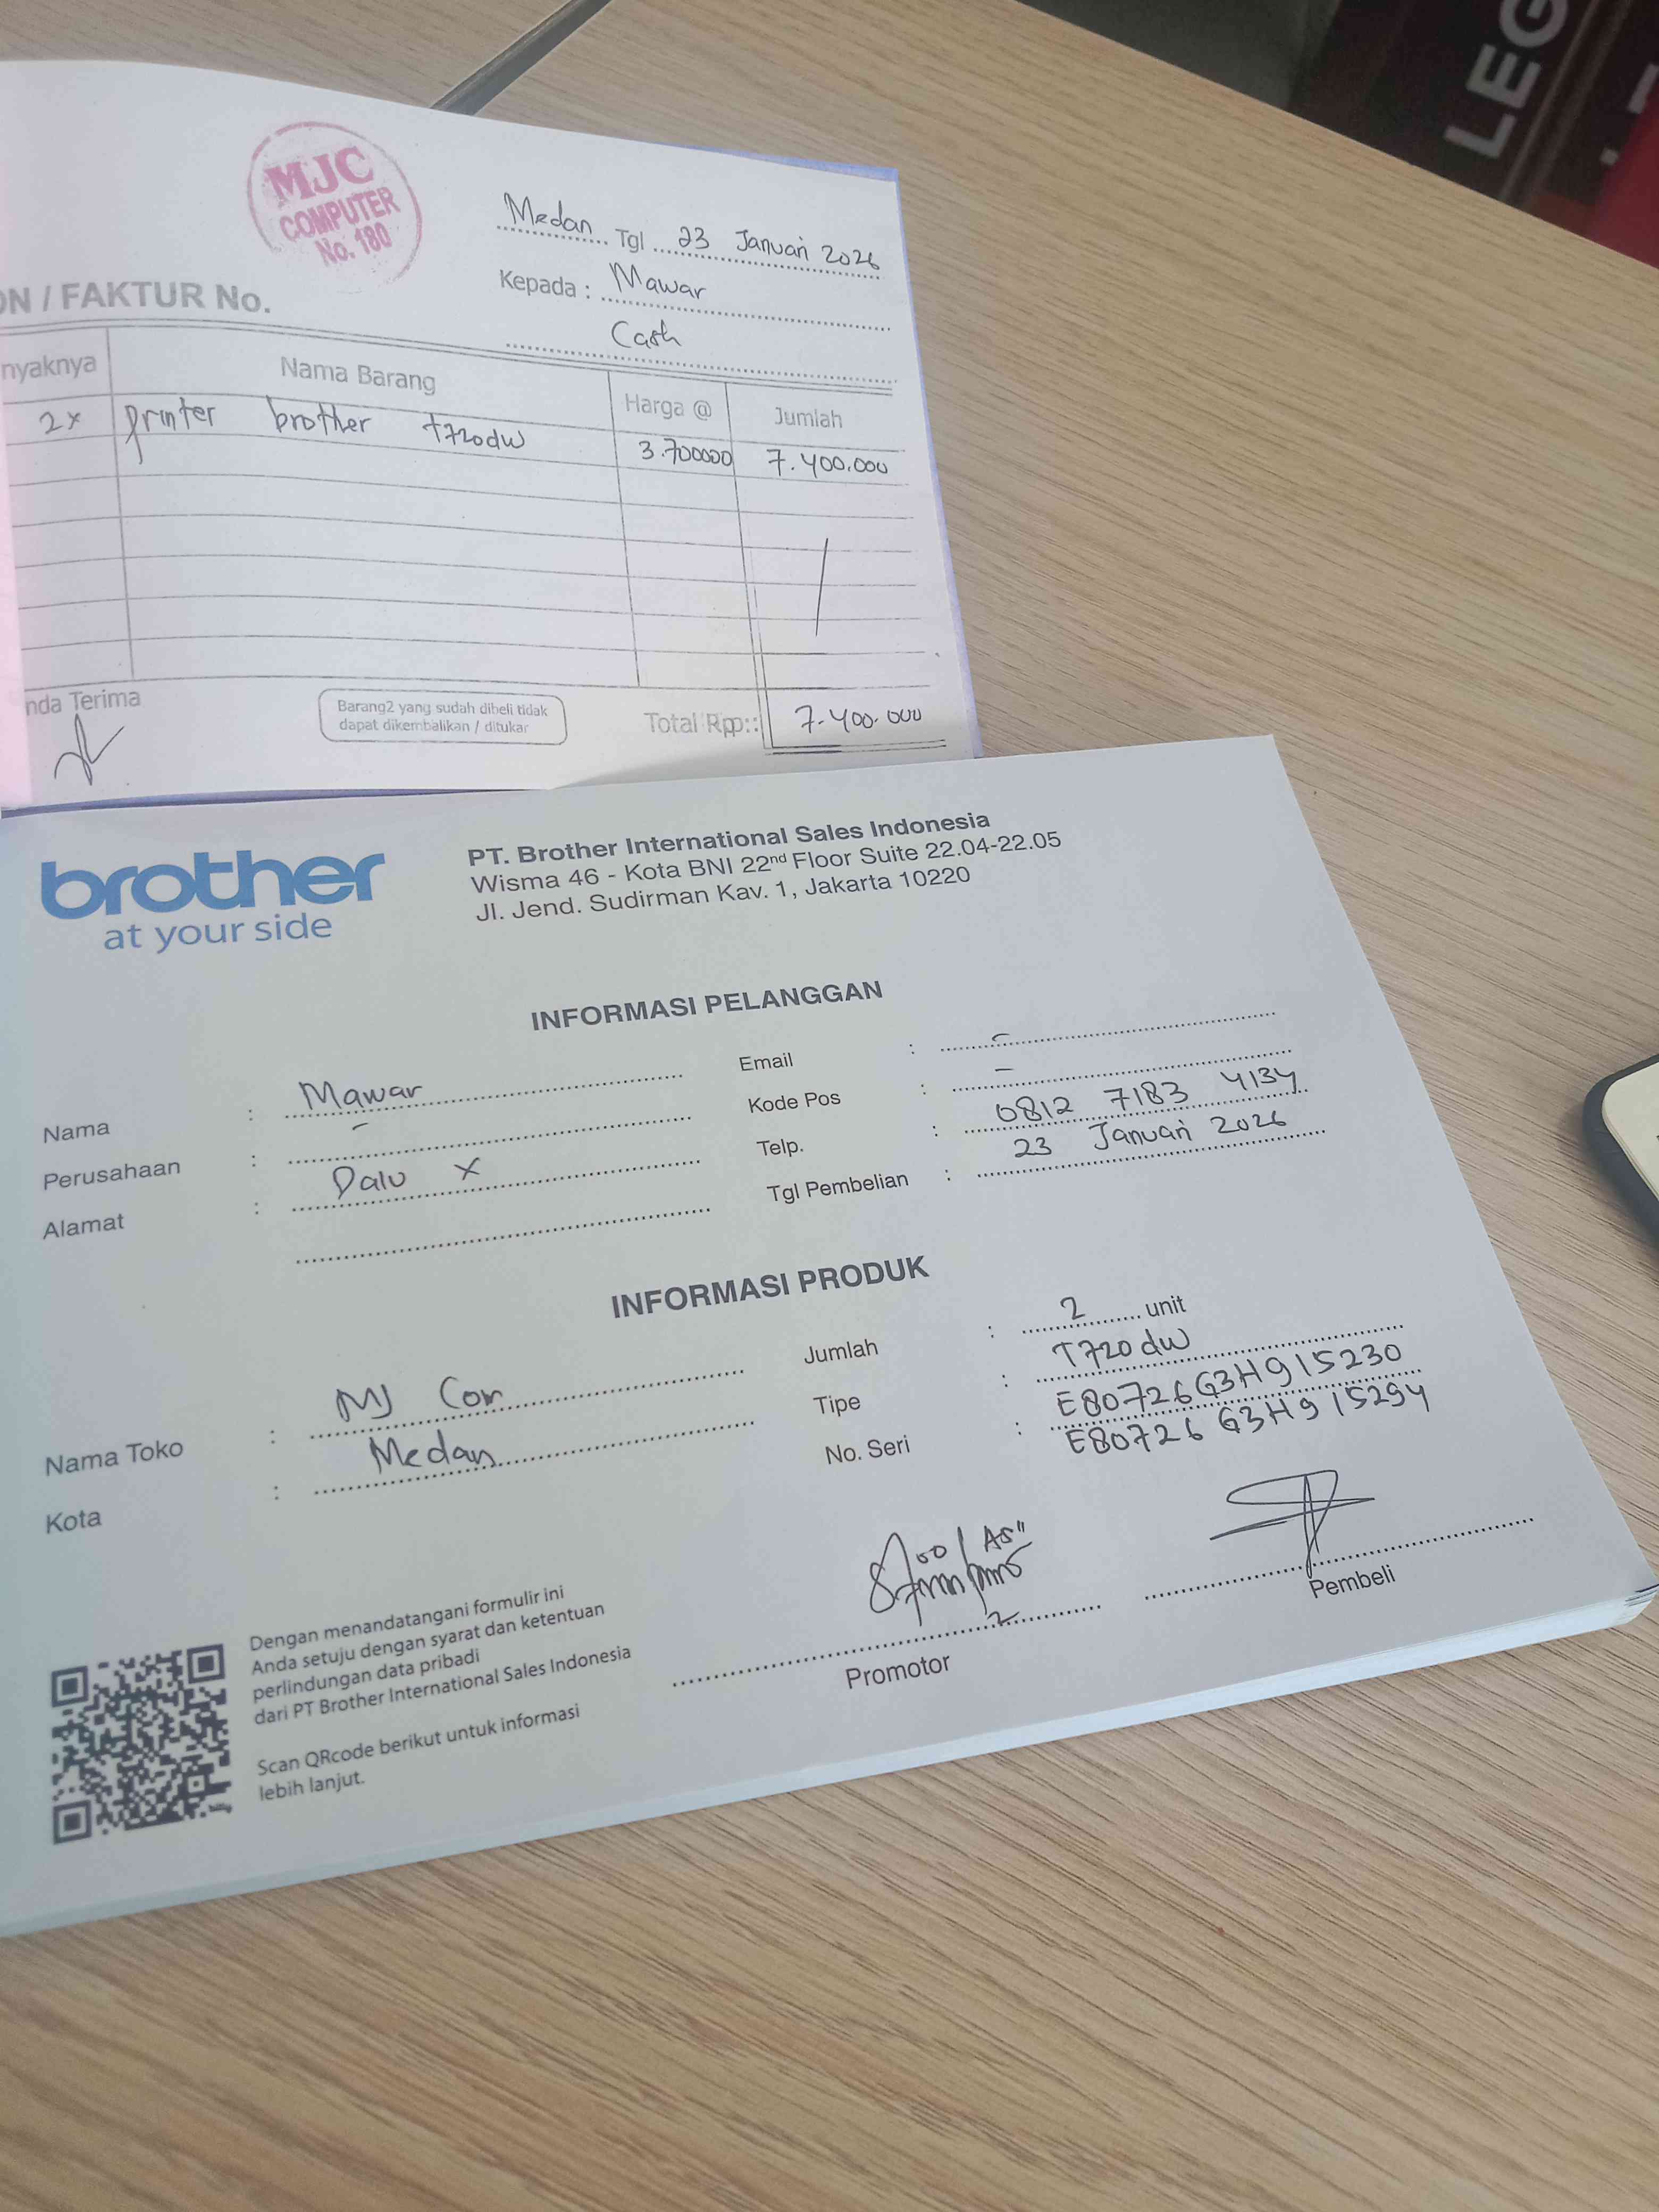 LEG
MJC
COMPUTER
No. 180
Medan Tgl 23 Januari 2026
Kepada : Mawar
Cash
ON / FAKTUR No.
nyaknya Nama Barang Harga @ Jumlah
2x printer brother t720dw 3.700000 7.400.000
nda Terima
Barang2 yang sudah dibeli tidak
dapat dikembalikan / ditukar
Total Rp.: 7.400.000
brother
at your side
PT. Brother International Sales Indonesia
Wisma 46 - Kota BNI 22nd Floor Suite 22.04-22.05
Jl. Jend. Sudirman Kav. 1, Jakarta 10220
INFORMASI PELANGGAN
Nama : Mawar
Perusahaan : -
Alamat : Dalu X
Email : -
Kode Pos : -
Telp. : 0812 7183 4134
Tgl Pembelian : 23 Januari 2026
INFORMASI PRODUK
Nama Toko : MJ Com
Kota : Medan
Jumlah : 2 unit
Tipe : T720dw
No. Seri : E80726G3H915230
E80726G3H915294
Promotor
Pembeli
Dengan menandatangani formulir ini
Anda setuju dengan syarat dan ketentuan
perlindungan data pribadi
dari PT Brother International Sales Indonesia
Scan QRcode berikut untuk informasi
lebih lanjut.